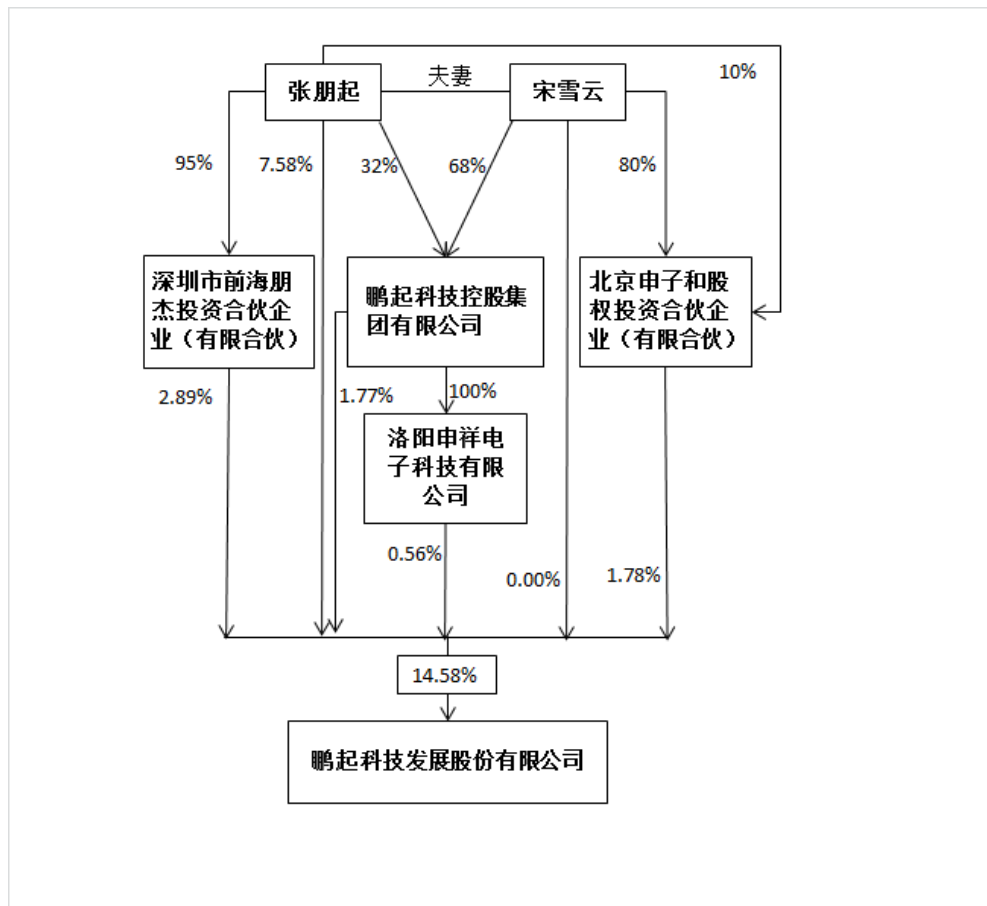 10%
夫妻
张朋起
宋雪云
95%
7.58%
32%
68%
80%
深圳市前海朋
杰投资合伙企
业（有限合伙）
鹏起科技控股集
团有限公司
北京申子和股
权投资合伙企
业（有限合伙）
2.89%
1.77%
100%
洛阳申祥电
子科技有限
公司
0.56%
0.00%
1.78%
14.58%
鹏起科技发展股份有限公司